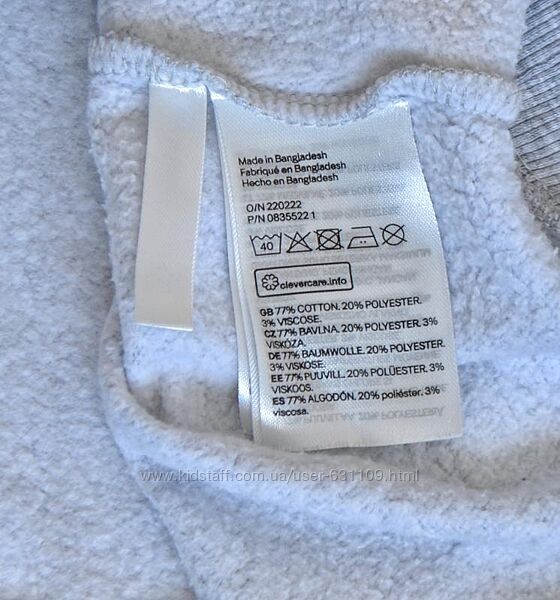 Made in Bangladesh
Fabriqué en Bangladesh
Hecho en Bangladesh
O/N 220222
P/N 0835522 1
40
clevercare.info
GB 77% COTTON. 20% POLYESTER.
3% VISCOSE.
CZ 77% BAVLNA. 20% POLYESTER. 3%
VISKÓZA.
DE 77% BAUMWOLLE. 20% POLYESTER.
3% VISKOSE.
EE 77% PUUVILL. 20% POLÜESTER. 3%
VISKOOS.
ES 77% ALGODÓN. 20% poliéster. 3%
viscosa.
www.kidstaff.com.ua/user-631109.html